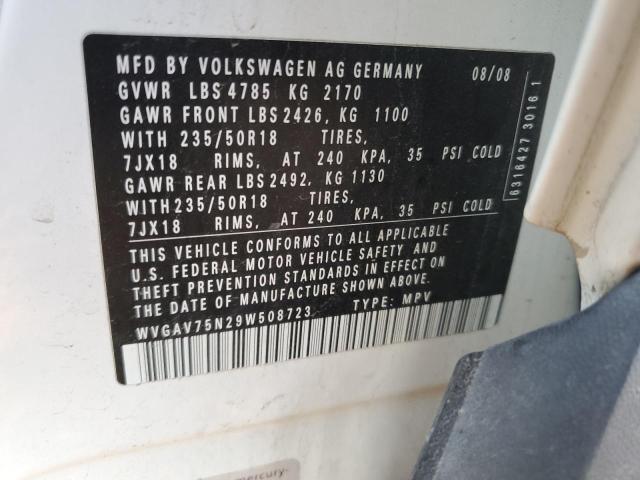 MFD BY VOLKSWAGEN AG GERMANY 08/08
GVWR LBS 4785 KG 2170
GAWR FRONT LBS 2426, KG 1100
WITH 235/50R18 TIRES,
7JX18 RIMS, AT 240 KPA, 35 PSI COLD
GAWR REAR LBS 2492, KG 1130
WITH 235/50R18 TIRES,
7JX18 RIMS, AT 240 KPA, 35 PSI COLD
THIS VEHICLE CONFORMS TO ALL APPLICABLE
U.S. FEDERAL MOTOR VEHICLE SAFETY AND
THEFT PREVENTION STANDARDS IN EFFECT ON
THE DATE OF MANUFACTURE SHOWN ABOVE.
WVGAV75N29W508723 TYPE: MPV
6316427 3016 1
mercury-